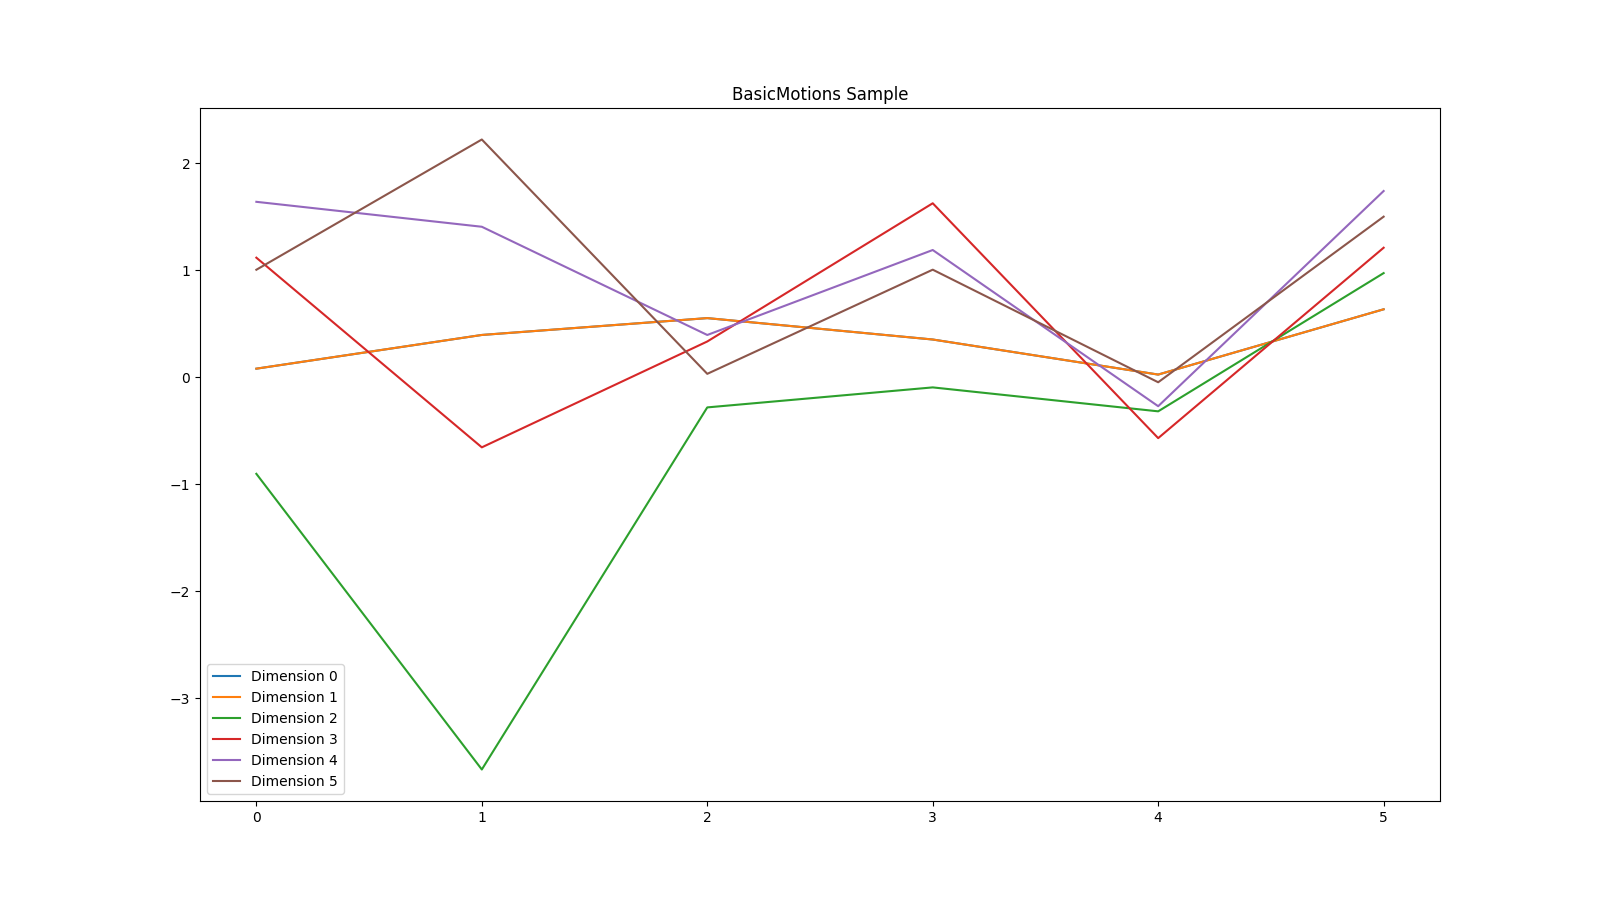 BasicMotions Sample
2
1
0
−1
−2
−3
Dimension 0
Dimension 1
Dimension 2
Dimension 3
Dimension 4
Dimension 5
0 1 2 3 4 5